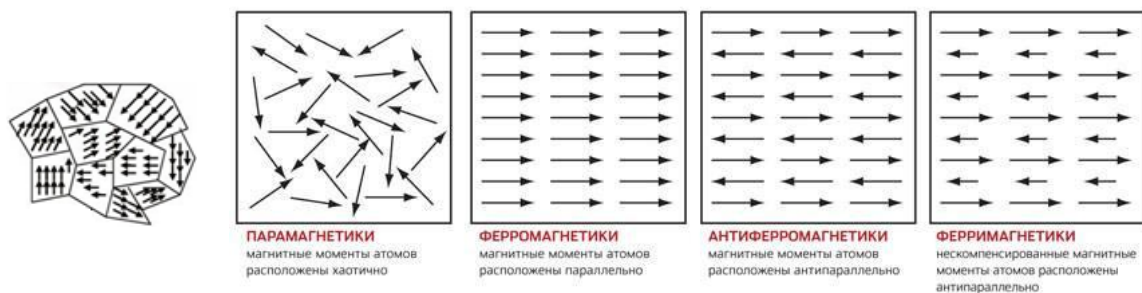 ПАРАМАГНЕТИКИ
магнитные моменты атомов
расположены хаотично
ФЕРРОМАГНЕТИКИ
магнитные моменты атомов
расположены параллельно
АНТИФЕРРОМАГНЕТИКИ
магнитные моменты атомов
расположены антипараллельно
ФЕРРИМАГНЕТИКИ
нескомпенсированные магнитные
моменты атомов расположены
антипараллельно